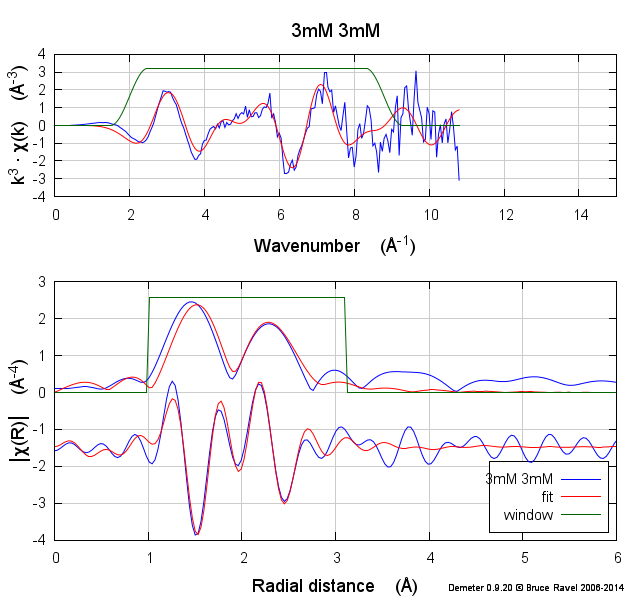 3mM 3mM
k³ · χ(k) (Å⁻³)
4
3
2
1
0
-1
-2
-3
-4
0 2 4 6 8 10 12 14
Wavenumber (Å⁻¹)
|χ(R)| (Å⁻⁴)
3
2
1
0
-1
-2
-3
-4
3mM 3mM
fit
window
0 1 2 3 4 5 6
Radial distance (Å)
Demeter 0.9.20 © Bruce Ravel 2006-2014